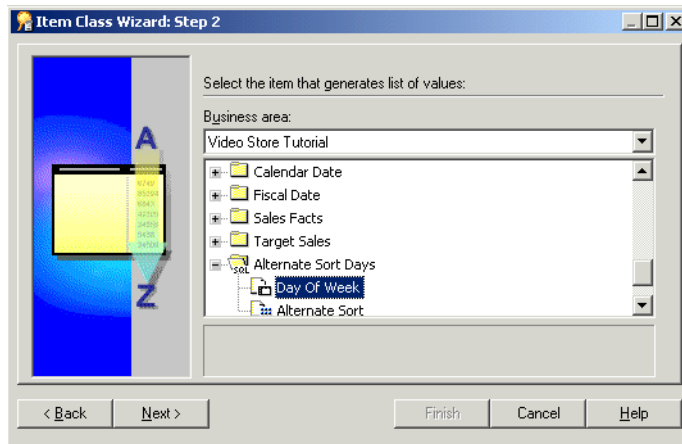 Item Class Wizard: Step 2
Select the item that generates list of values:
Business area:
Video Store Tutorial
Calendar Date
Fiscal Date
Sales Facts
Target Sales
SQL
Alternate Sort Days
Day Of Week
Alternate Sort
A
Z
< Back
Next >
Finish
Cancel
Help